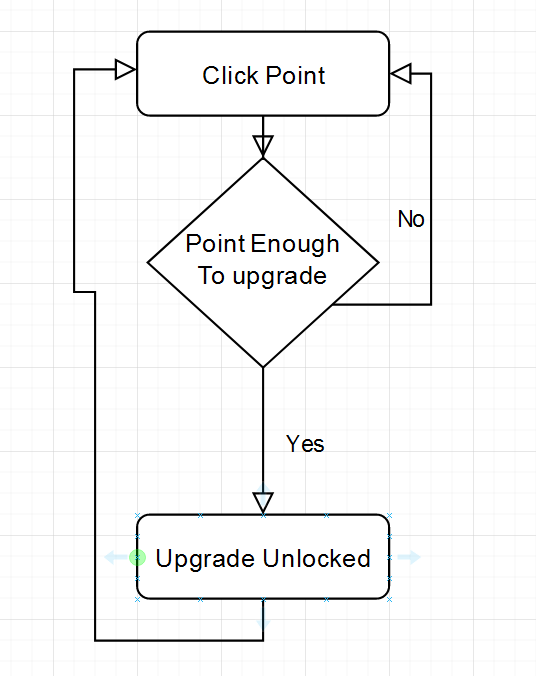 Click Point
No
Point Enough
To upgrade
Yes
Upgrade Unlocked